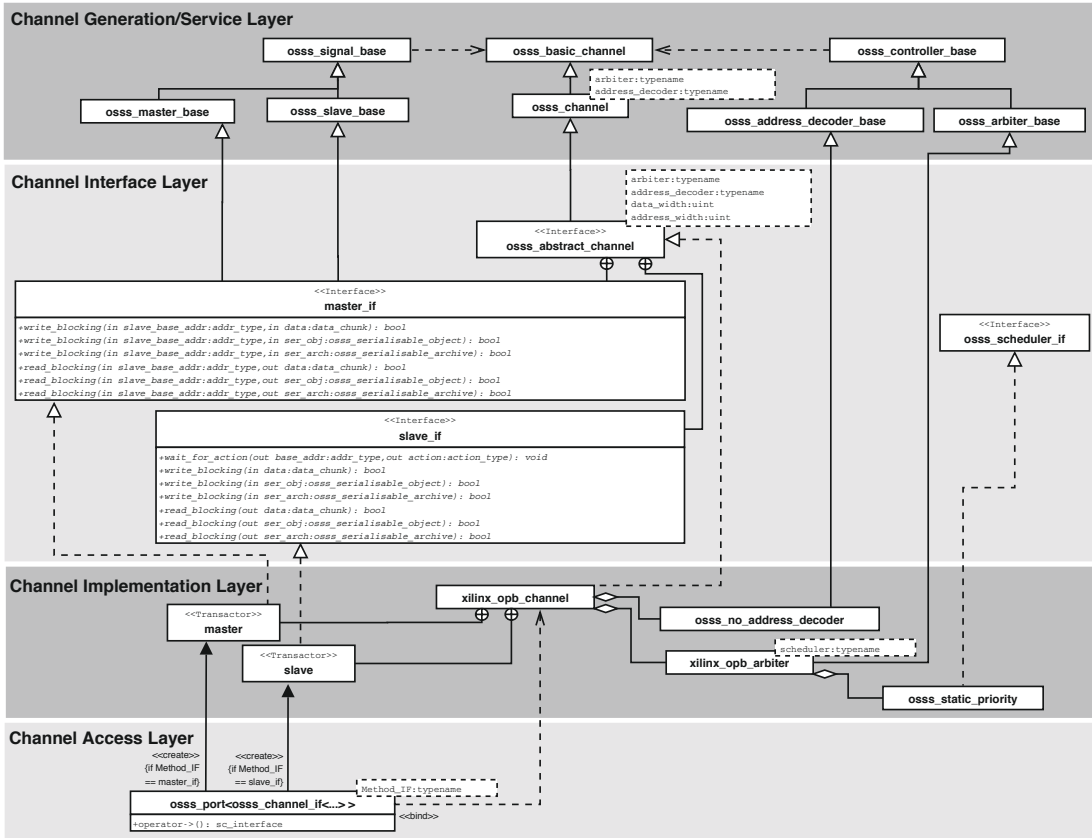 Channel Generation/Service Layer
osss_signal_base
osss_basic_channel
osss_controller_base
arbiter:typename
address_decoder:typename
osss_master_base
osss_slave_base
osss_channel
osss_address_decoder_base
osss_arbiter_base
Channel Interface Layer
arbiter:typename
address_decoder:typename
data_width:uint
address_width:uint
<<Interface>>
osss_abstract_channel
<<Interface>>
master_if
+write_blocking(in slave_base_addr:addr_type,in data:data_chunk): bool
+write_blocking(in slave_base_addr:addr_type,in ser_obj:osss_serialisable_object): bool
+write_blocking(in slave_base_addr:addr_type,in ser_arch:osss_serialisable_archive): bool
+read_blocking(in slave_base_addr:addr_type,out data:data_chunk): bool
+read_blocking(in slave_base_addr:addr_type,out ser_obj:osss_serialisable_object): bool
+read_blocking(in slave_base_addr:addr_type,out ser_arch:osss_serialisable_archive): bool
<<Interface>>
osss_scheduler_if
<<Interface>>
slave_if
+wait_for_action(out base_addr:addr_type,out action:action_type): void
+write_blocking(in data:data_chunk): bool
+write_blocking(in ser_obj:osss_serialisable_object): bool
+write_blocking(in ser_arch:osss_serialisable_archive): bool
+read_blocking(out data:data_chunk): bool
+read_blocking(out ser_obj:osss_serialisable_object): bool
+read_blocking(out ser_arch:osss_serialisable_archive): bool
Channel Implementation Layer
xilinx_opb_channel
<<Transactor>>
master
osss_no_address_decoder
<<Transactor>>
slave
scheduler:typename
xilinx_opb_arbiter
osss_static_priority
Channel Access Layer
<<create>>
{if Method_IF
== master_if}
<<create>>
{if Method_IF
== slave_if}
Method_IF:typename
osss_port<osss_channel_if<...> >
<<bind>>
+operator->(): sc_interface